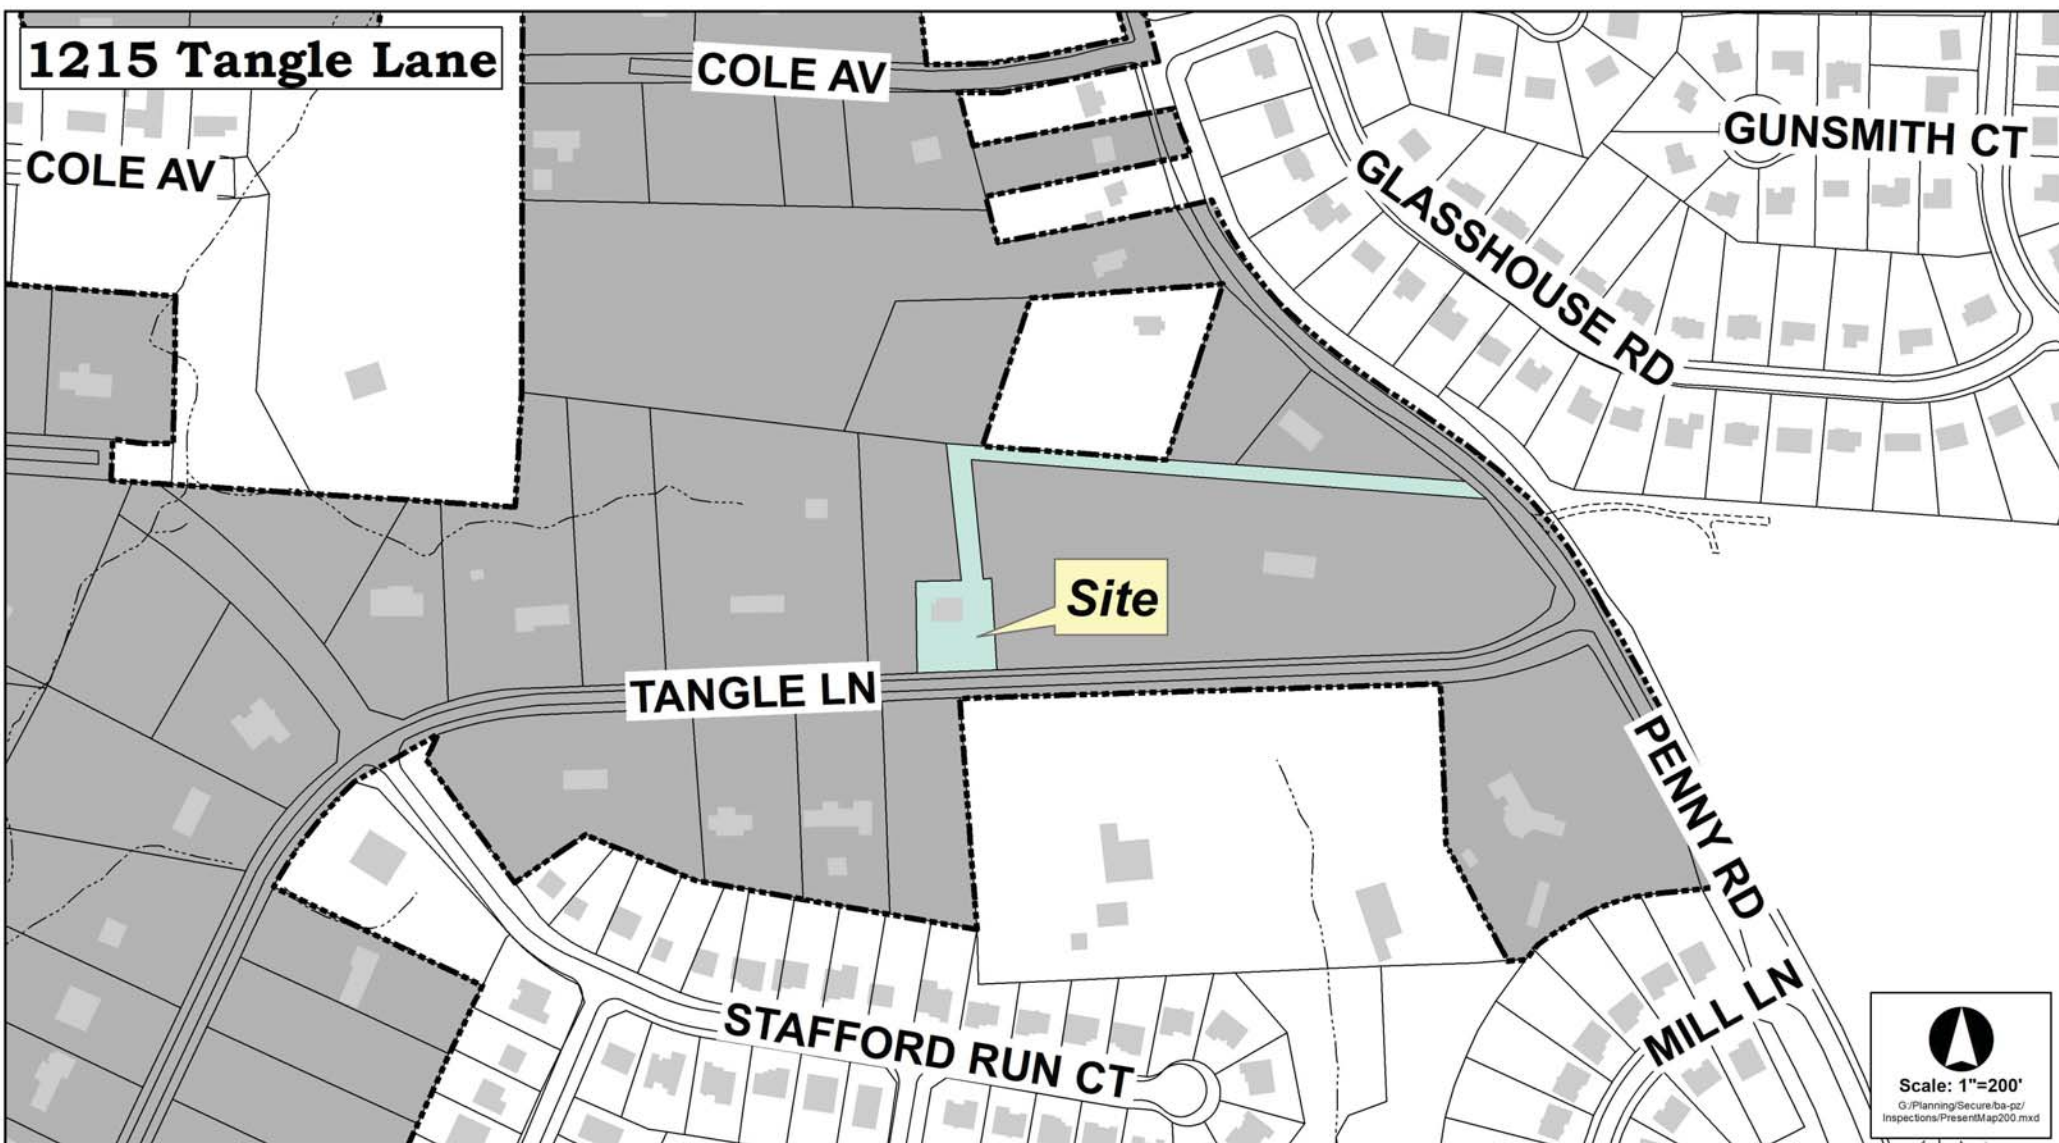 1215 Tangle Lane
COLE AV
COLE AV
GUNSMITH CT
GLASSHOUSE RD
Site
TANGLE LN
PENNY RD
STAFFORD RUN CT
MILL LN
Scale: 1"=200'
G:/Planning/Secure/ba-pz/
Inspections/PresentMap200.mxd